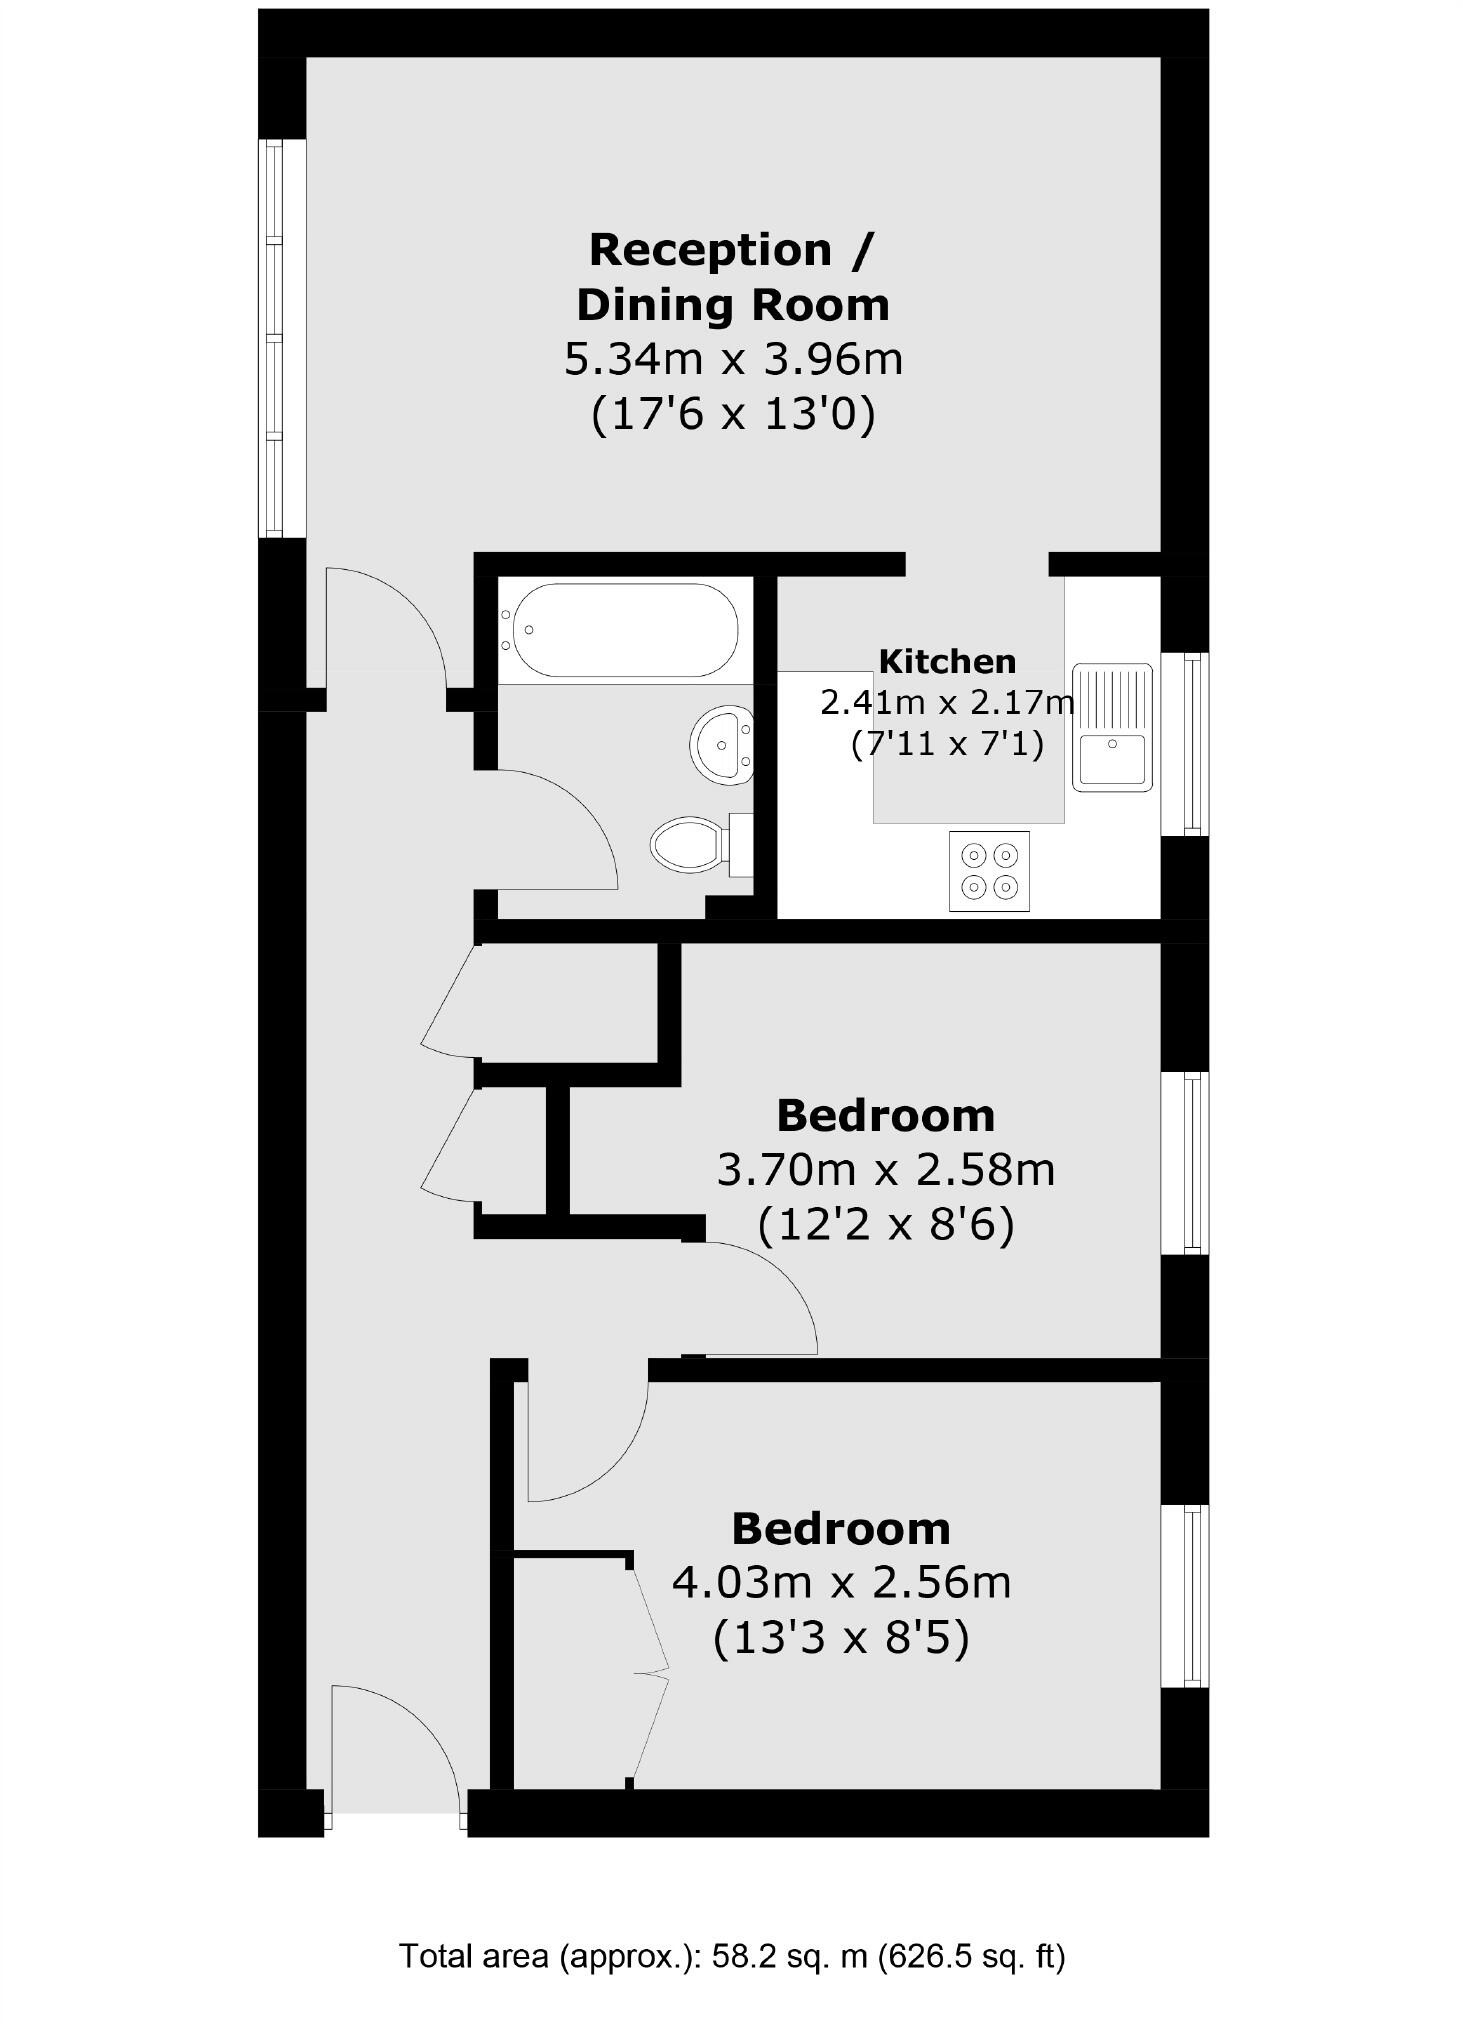 Reception /
Dining Room
5.34m x 3.96m
(17'6 x 13'0)
Kitchen
2.41m x 2.17m
(7'11 x 7'1)
Bedroom
3.70m x 2.58m
(12'2 x 8'6)
Bedroom
4.03m x 2.56m
(13'3 x 8'5)
Total area (approx.): 58.2 sq. m (626.5 sq. ft)